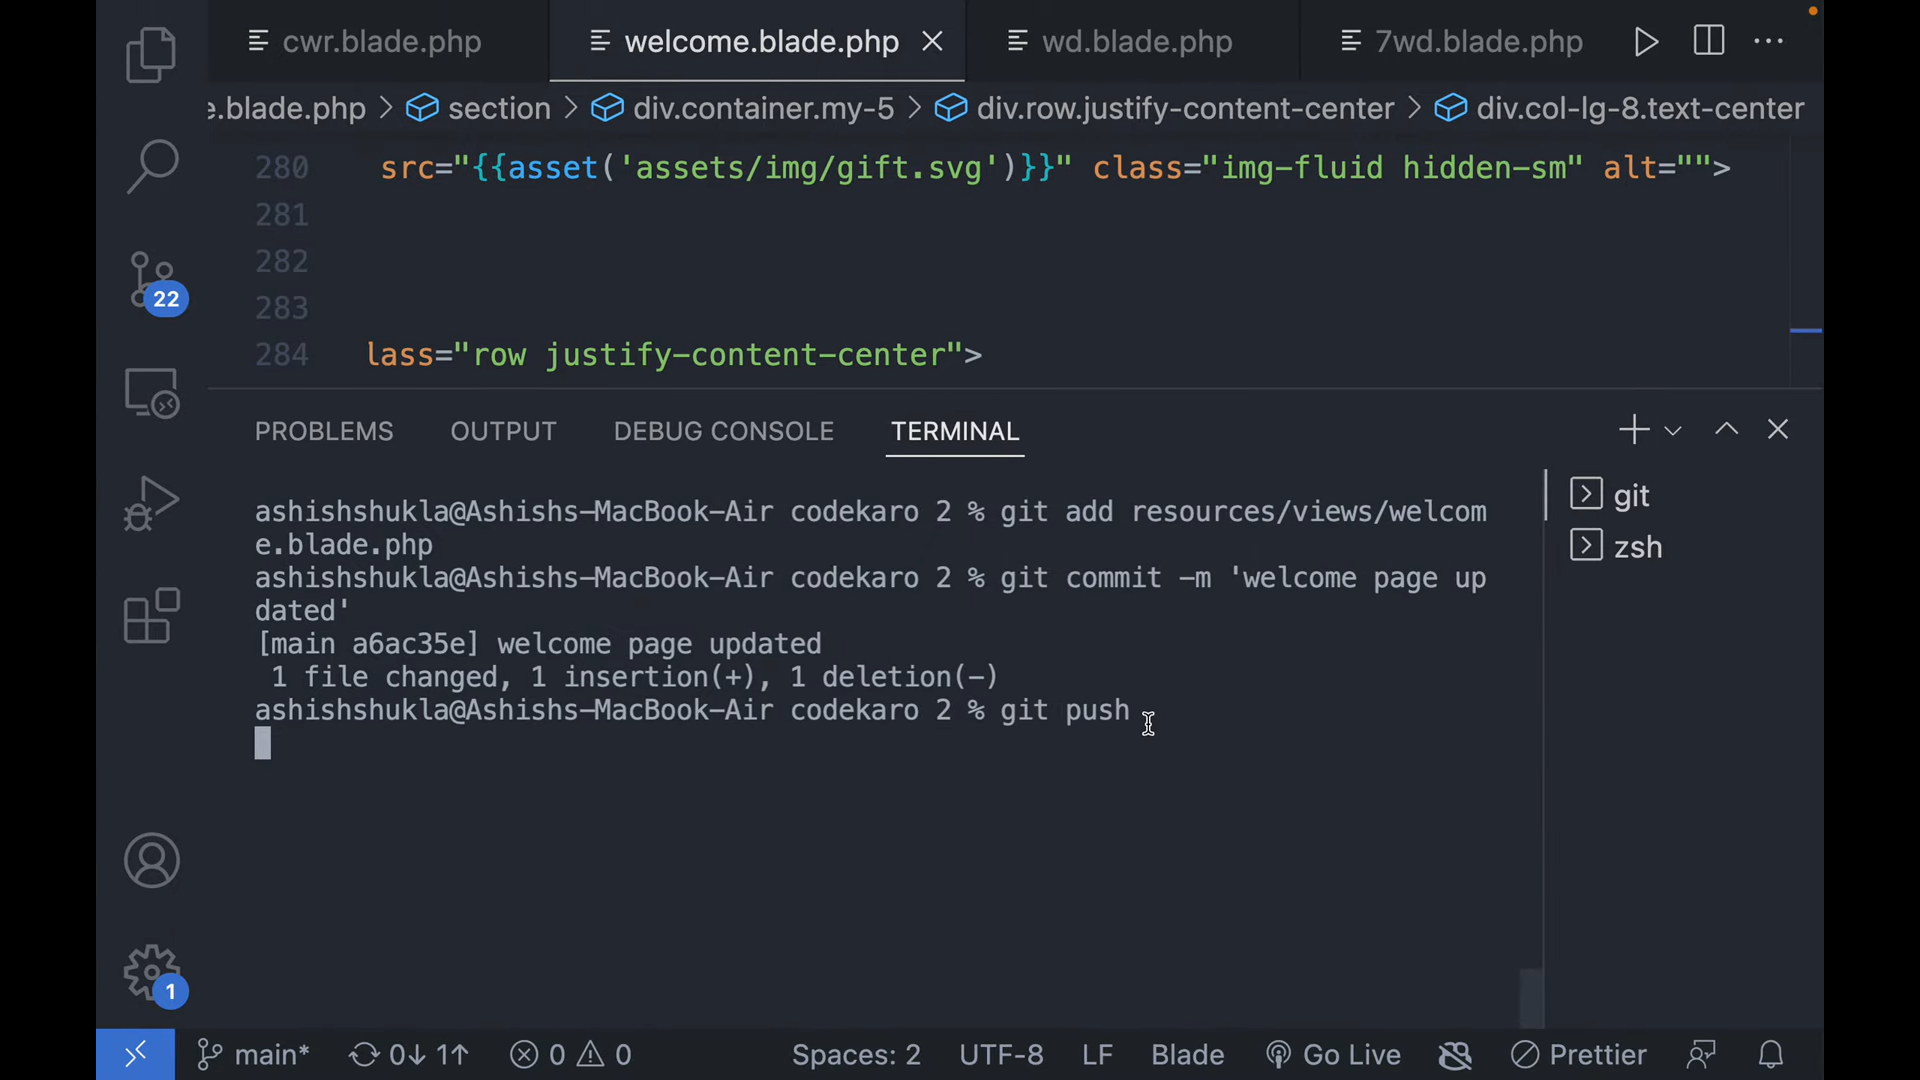 cwr.blade.php welcome.blade.php wd.blade.php 7wd.blade.php
e.blade.php > section > div.container.my-5 > div.row.justify-content-center > div.col-lg-8.text-center
280 src="{{asset('assets/img/gift.svg')}}" class="img-fluid hidden-sm" alt="">
281
282
283
284 lass="row justify-content-center">
22
PROBLEMS OUTPUT DEBUG CONSOLE TERMINAL
ashishshukla@Ashishs-MacBook-Air codekaro 2 % git add resources/views/welcom
e.blade.php
ashishshukla@Ashishs-MacBook-Air codekaro 2 % git commit -m 'welcome page up
dated'
[main a6ac35e] welcome page updated
1 file changed, 1 insertion(+), 1 deletion(-)
ashishshukla@Ashishs-MacBook-Air codekaro 2 % git push
git
zsh
1
main* 0↓ 1↑ 0 0 Spaces: 2 UTF-8 LF Blade Go Live Prettier